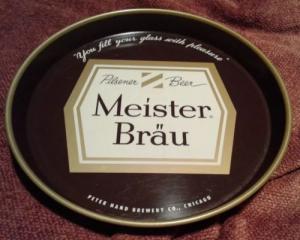 "You fill your glass with pleasure"
Pilsener Beer
Meister®
Bräu
PETER HAND BREWERY CO., CHICAGO